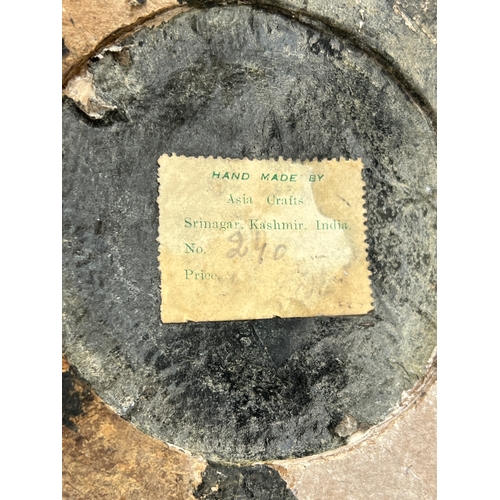 HAND MADE BY
Asia Crafts
Srinagar, Kashmir, India.
No. 240
Price.